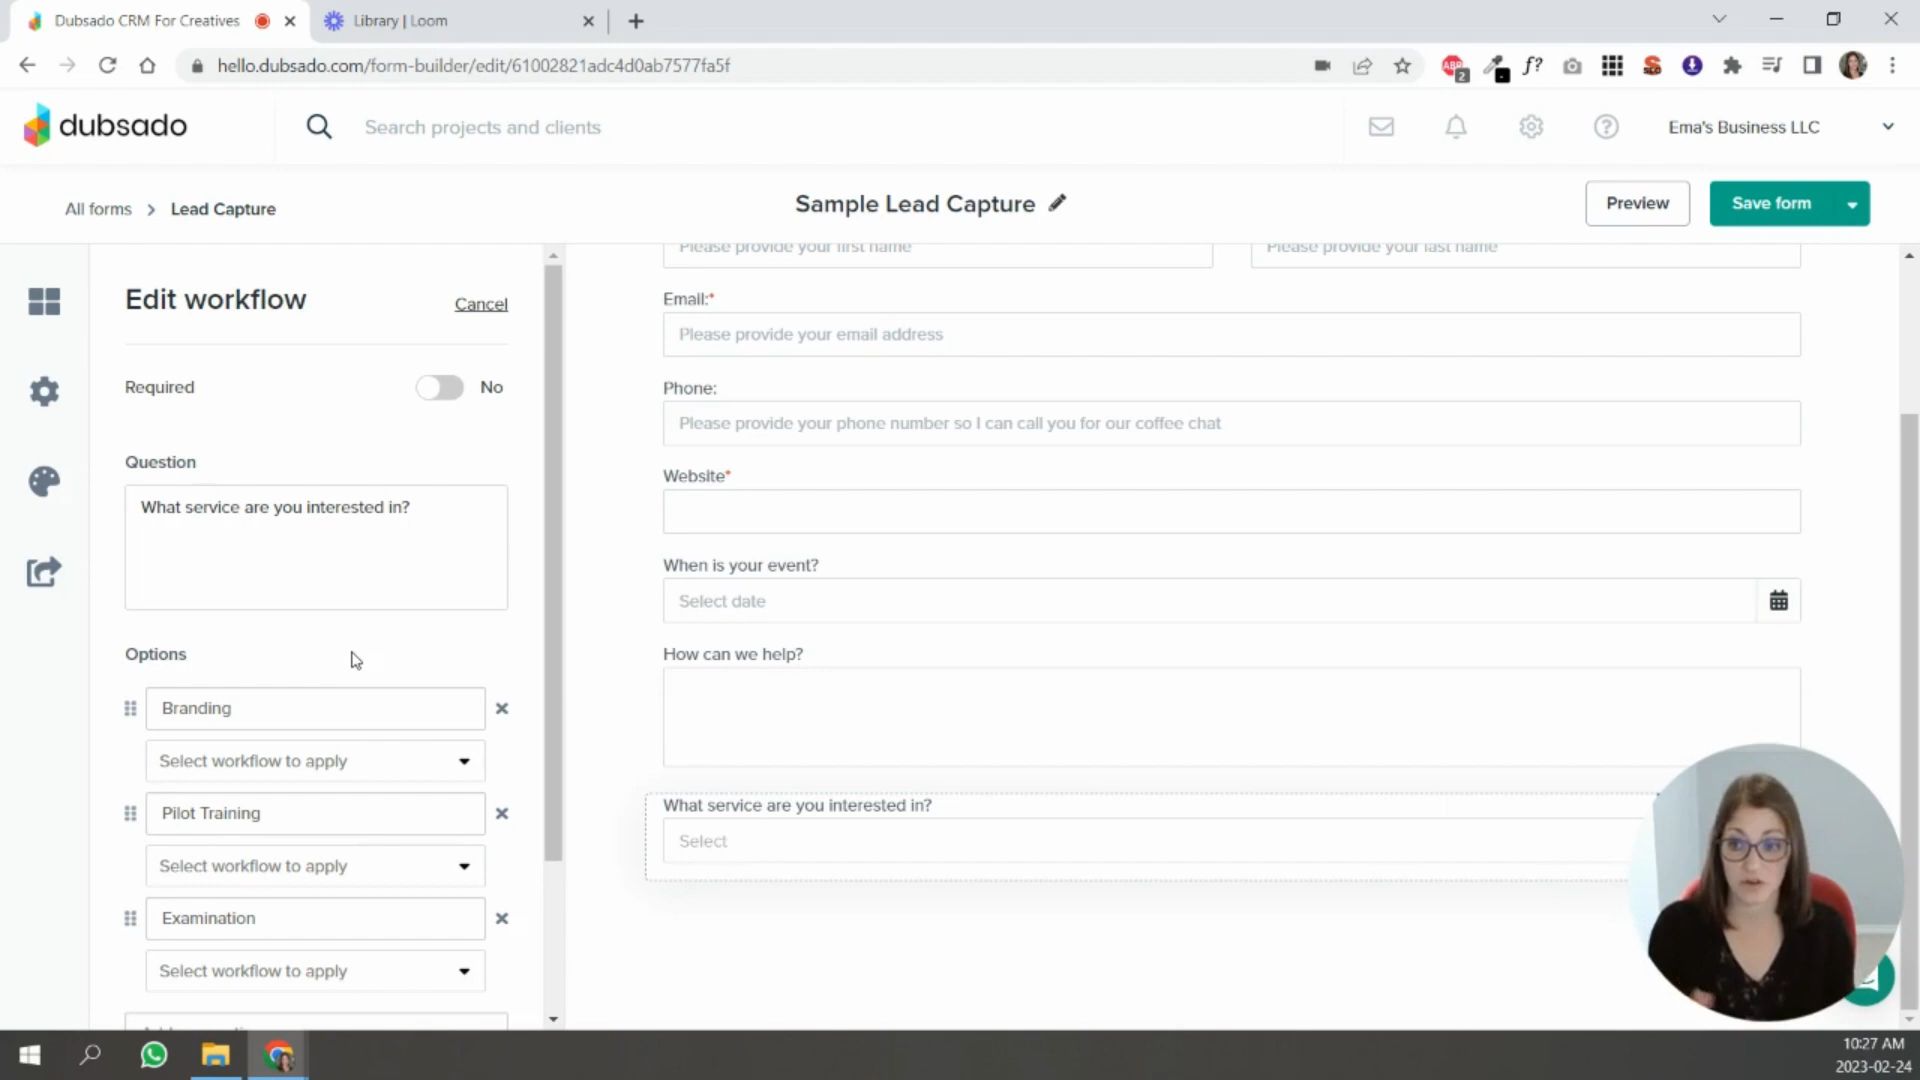 Dubsado CRM For Creatives
Library | Loom
hello.dubsado.com/form-builder/edit/61002821adc4d0ab7577fa5f
ABP
2
f?
SEO
dubsado
Search projects and clients
Ema's Business LLC
All forms > Lead Capture
Sample Lead Capture
Preview
Save form
Edit workflow
Cancel
Required
No
Question
What service are you interested in?
Options
Branding
Select workflow to apply
Pilot Training
Select workflow to apply
Examination
Select workflow to apply
Please provide your first name
Please provide your last name
Email:*
Please provide your email address
Phone:
Please provide your phone number so I can call you for our coffee chat
Website*
When is your event?
Select date
How can we help?
What service are you interested in?
Select
10:27 AM
2023-02-24